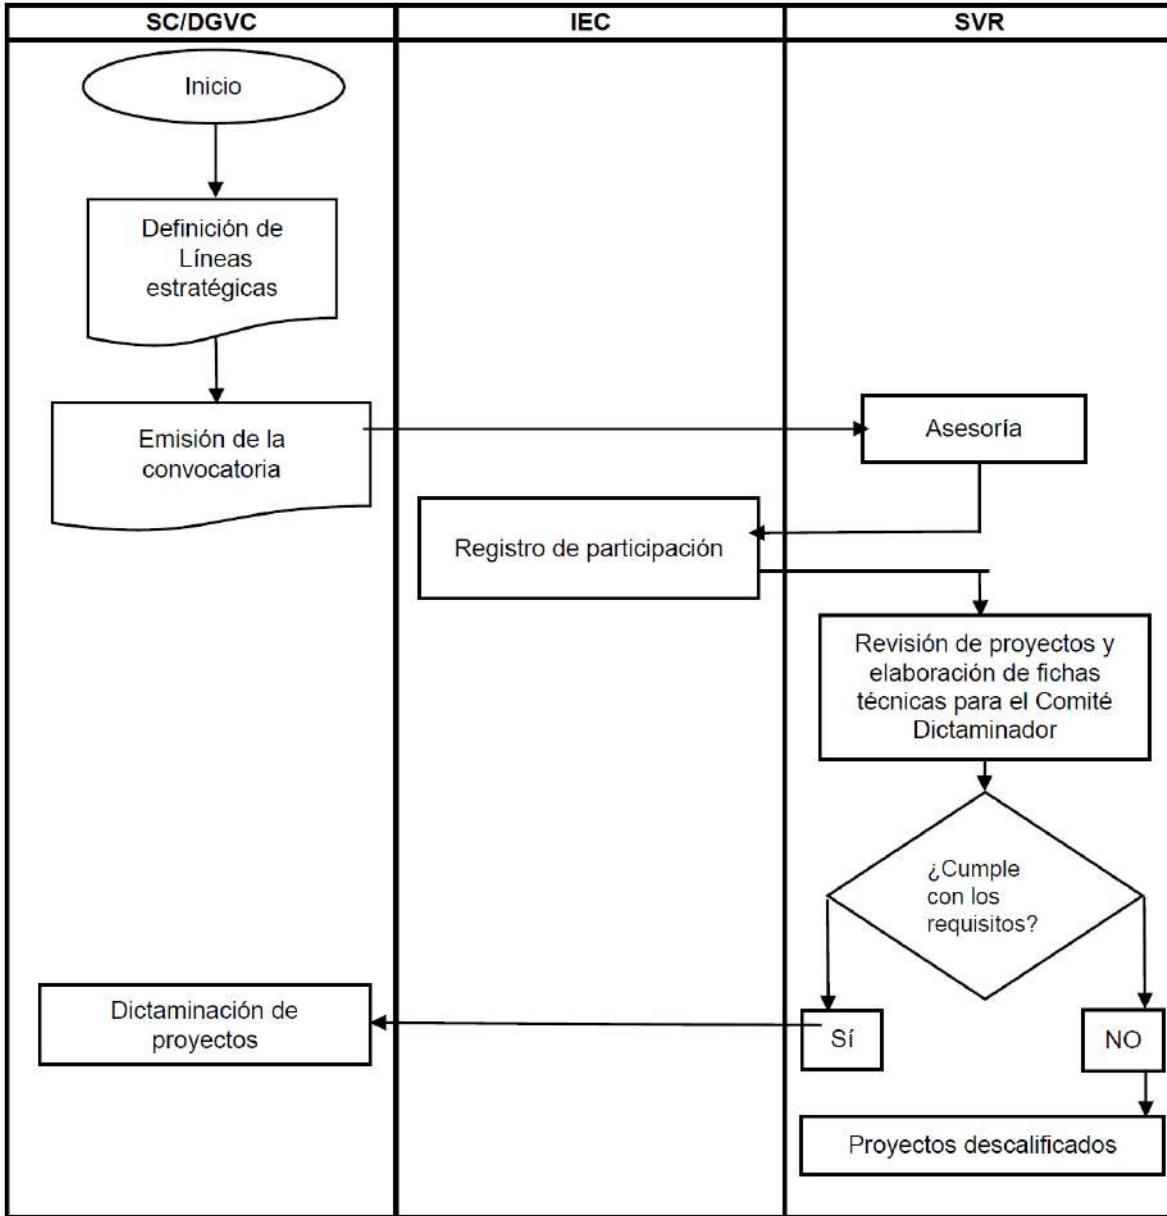 SC/DGVC
IEC
SVR
Inicio
Definición de
Líneas
estratégicas
Emisión de la
convocatoria
Asesoría
Registro de participación
Revisión de proyectos y
elaboración de fichas
técnicas para el Comité
Dictaminador
¿Cumple
con los
requisitos?
Dictaminación de
proyectos
Sí
NO
Proyectos descalificados